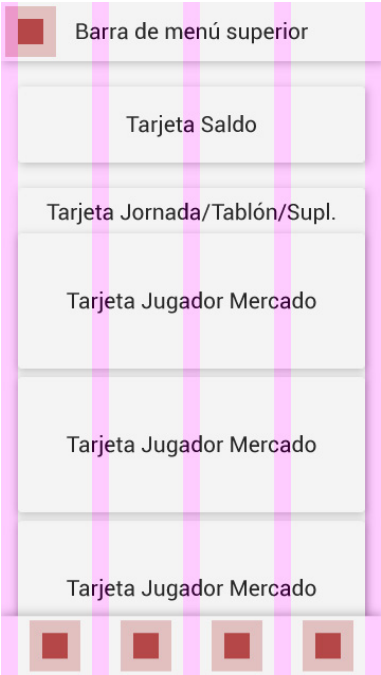 Barra de menú superior
Tarjeta Saldo
Tarjeta Jornada/Tablón/Supl.
Tarjeta Jugador Mercado
Tarjeta Jugador Mercado
Tarjeta Jugador Mercado